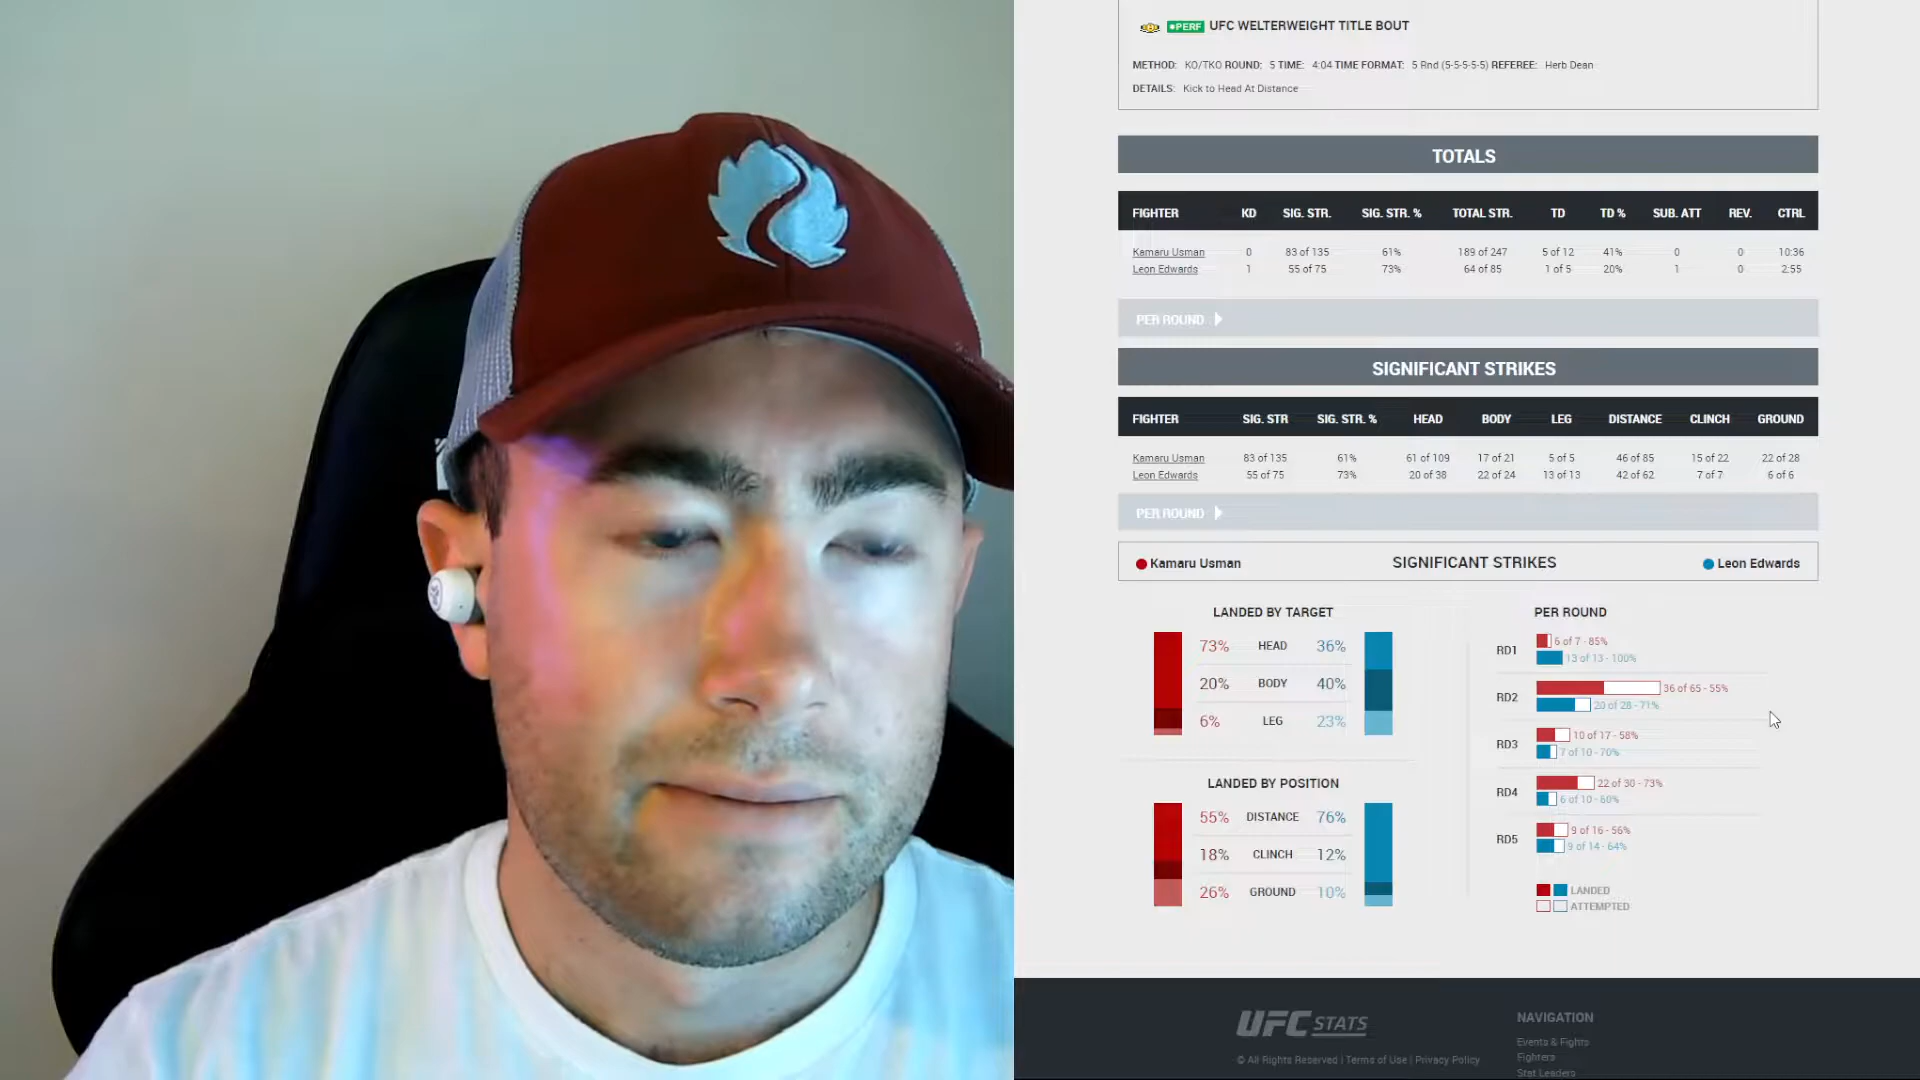 PERF UFC WELTERWEIGHT TITLE BOUT
METHOD: KO/TKO ROUND: 5 TIME: 4:04 TIME FORMAT: 5 Rnd (5-5-5-5-5) REFEREE: Herb Dean
DETAILS: Kick to Head At Distance
TOTALS
FIGHTER KD SIG. STR. SIG. STR. % TOTAL STR. TD TD % SUB. ATT REV. CTRL
Kamaru Usman 0 83 of 135 61% 189 of 247 5 of 12 41% 0 0 10:36
Leon Edwards 1 55 of 75 73% 64 of 85 1 of 5 20% 1 0 2:55
PER ROUND
SIGNIFICANT STRIKES
FIGHTER SIG. STR SIG. STR. % HEAD BODY LEG DISTANCE CLINCH GROUND
Kamaru Usman 83 of 135 61% 61 of 109 17 of 21 5 of 5 46 of 85 15 of 22 22 of 28
Leon Edwards 55 of 75 73% 20 of 38 22 of 24 13 of 13 42 of 62 7 of 7 6 of 6
PER ROUND
Kamaru Usman SIGNIFICANT STRIKES Leon Edwards
LANDED BY TARGET
73% HEAD 36%
20% BODY 40%
6% LEG 23%
LANDED BY POSITION
55% DISTANCE 76%
18% CLINCH 12%
26% GROUND 10%
PER ROUND
RD1
6 of 7 - 85%
13 of 13 - 100%
RD2
36 of 65 - 55%
20 of 28 - 71%
RD3
10 of 17 - 58%
7 of 10 - 70%
RD4
22 of 30 - 73%
6 of 10 - 60%
RD5
9 of 16 - 56%
9 of 14 - 64%
LANDED
ATTEMPTED
UFC STATS
© All Rights Reserved | Terms of Use | Privacy Policy
NAVIGATION
Events & Fights
Fighters
Stat Leaders